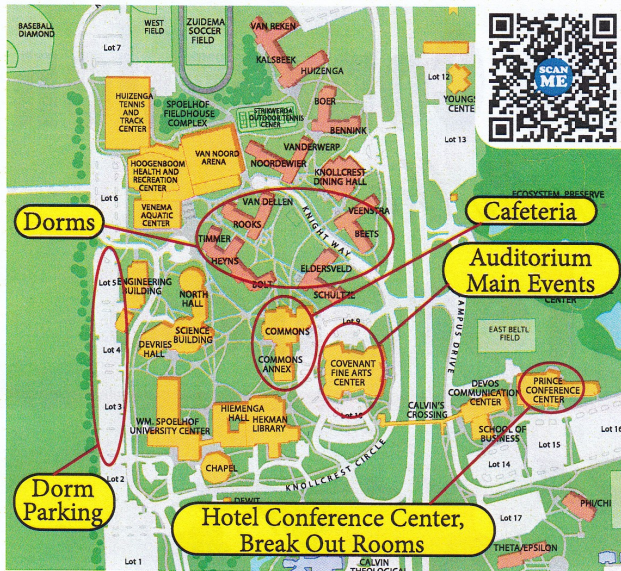 BASEBALL
DIAMOND
Lot 7
WEST
FIELD
ZUIDEMA
SOCCER
FIELD
VAN REKEN
KALSBEEK
HUIZENGA
Lot 12
YOUNGS
CENTE
SCAN
ME
HUIZENGA
TENNIS
AND
TRACK
CENTER
SPOELHOF
FIELDHOUSE
COMPLEX
STRIKWERDA
OUTDOOR TENNIS
CENTER
BOER
BENNINK
Lot 13
VAN NOORD
ARENA
VANDERWERP
NOORDEWIER
KNOLLCREST
DINING HALL
HOOGENBOOM
HEALTH AND
RECREATION
CENTER
Lot 6
VENEMA
AQUATIC
CENTER
ECOSYSTEM PRESERVE
Dorms
Cafeteria
VAN DELLEN
ROOKS
TIMMER
HEYNS
BOLT
KNIGHT WAY
VEENSTRA
BEETS
ELDERSVELD
SCHULTZE
Auditorium
Main Events
CENTER
Lot 5
ENGINEERING
BUILDING
NORTH
HALL
SCIENCE
BUILDING
DEVRIES
HALL
Lot 4
COMMONS
COMMONS
ANNEX
Lot 9
COVENANT
FINE ARTS
CENTER
Lot 10
AMPUS DRIVE
EAST BELTL
FIELD
DEVOS
COMMUNICATION
CENTER
PRINCE
CONFERENCE
CENTER
CALVIN'S
CROSSING
SCHOOL OF
BUSINESS
Lot 3
WM. SPOELHOF
UNIVERSITY CENTER
HIEMENGA
HALL
HEKMAN
LIBRARY
CHAPEL
Lot 16
Lot 15
Lot 14
KNOLLCREST CIRCLE
Dorm
Parking
Lot 2
DEWIT
Hotel Conference Center,
Break Out Rooms
Lot 17
PHI/CHI
THETA/EPSILON
Lot 1
CALVIN
THEOLOGICAL